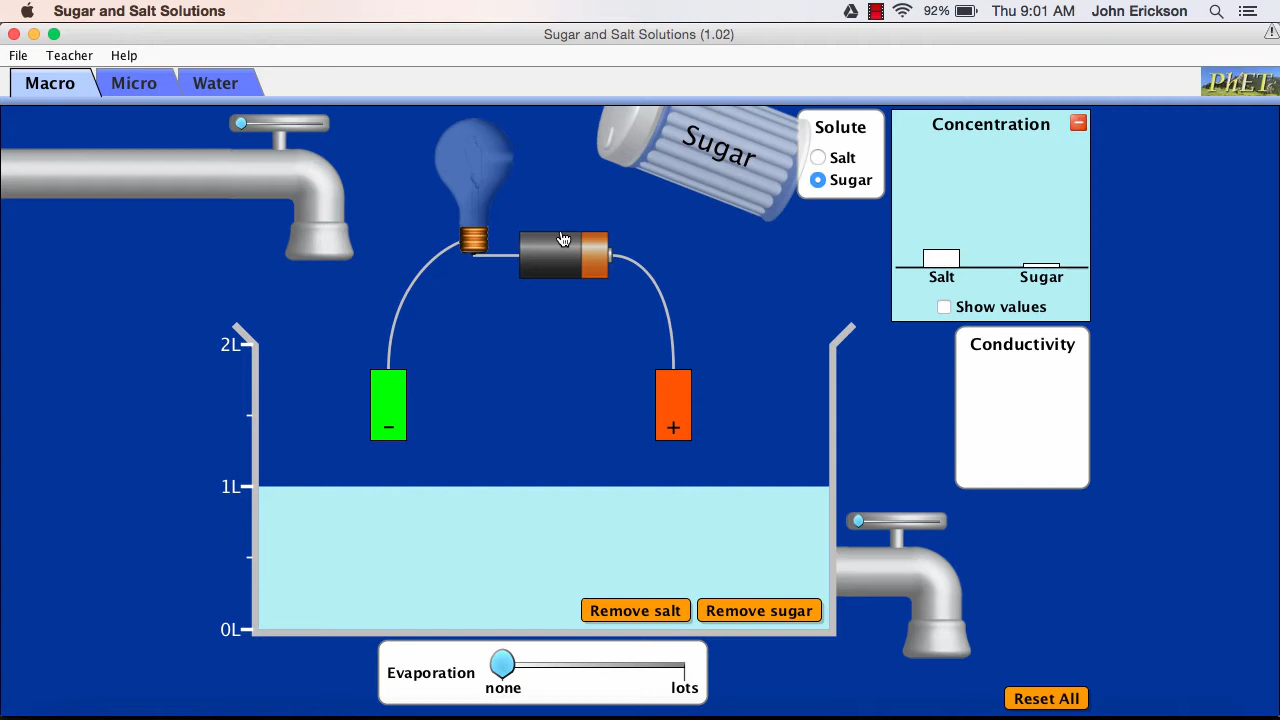 Sugar and Salt Solutions
92%
Thu 9:01 AM
John Erickson
Sugar and Salt Solutions (1.02)
File
Teacher
Help
Macro
Micro
Water
PhET
Sugar
Solute
Salt
Sugar
Concentration
Salt
Sugar
Show values
Conductivity
2L
1L
0L
–
+
Remove salt
Remove sugar
Evaporation
none
lots
Reset All